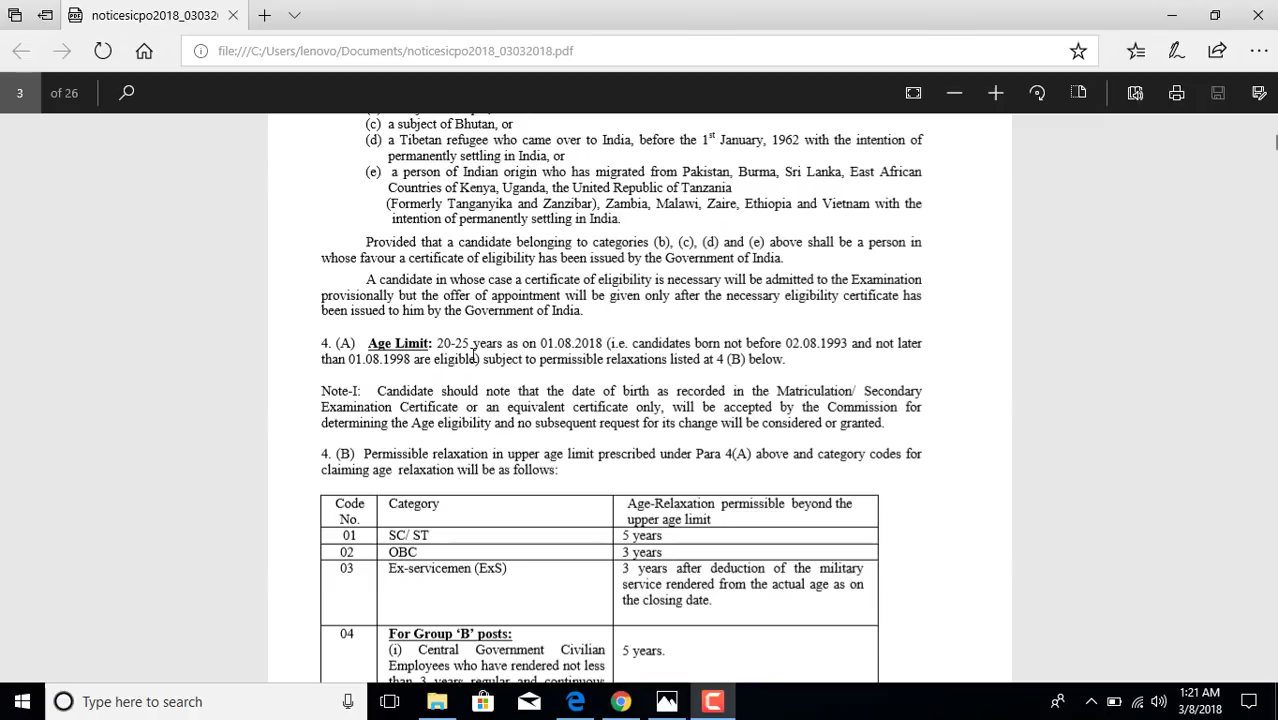 noticesicpo2018_03032
file:///C:/Users/lenovo/Documents/noticesicpo2018_03032018.pdf
3 of 26
(c) a subject of Bhutan, or
(d) a Tibetan refugee who came over to India, before the 1st January, 1962 with the intention of
permanently settling in India, or
(e) a person of Indian origin who has migrated from Pakistan, Burma, Sri Lanka, East African
Countries of Kenya, Uganda, the United Republic of Tanzania
(Formerly Tanganyika and Zanzibar), Zambia, Malawi, Zaire, Ethiopia and Vietnam with the
intention of permanently settling in India.
Provided that a candidate belonging to categories (b), (c), (d) and (e) above shall be a person in
whose favour a certificate of eligibility has been issued by the Government of India.
A candidate in whose case a certificate of eligibility is necessary will be admitted to the Examination
provisionally but the offer of appointment will be given only after the necessary eligibility certificate has
been issued to him by the Government of India.
4. (A) Age Limit: 20-25 years as on 01.08.2018 (i.e. candidates born not before 02.08.1993 and not later
than 01.08.1998 are eligible) subject to permissible relaxations listed at 4 (B) below.
Note-I: Candidate should note that the date of birth as recorded in the Matriculation/ Secondary
Examination Certificate or an equivalent certificate only, will be accepted by the Commission for
determining the Age eligibility and no subsequent request for its change will be considered or granted.
4. (B) Permissible relaxation in upper age limit prescribed under Para 4(A) above and category codes for
claiming age relaxation will be as follows:
Code No. Category Age-Relaxation permissible beyond the
upper age limit
01 SC/ ST 5 years
02 OBC 3 years
03 Ex-servicemen (ExS) 3 years after deduction of the military
service rendered from the actual age as on
the closing date.
04 For Group ‘B’ posts:
(i) Central Government Civilian 5 years.
Employees who have rendered not less
than 3 years regular and continuous
Type here to search
1:21 AM
3/8/2018